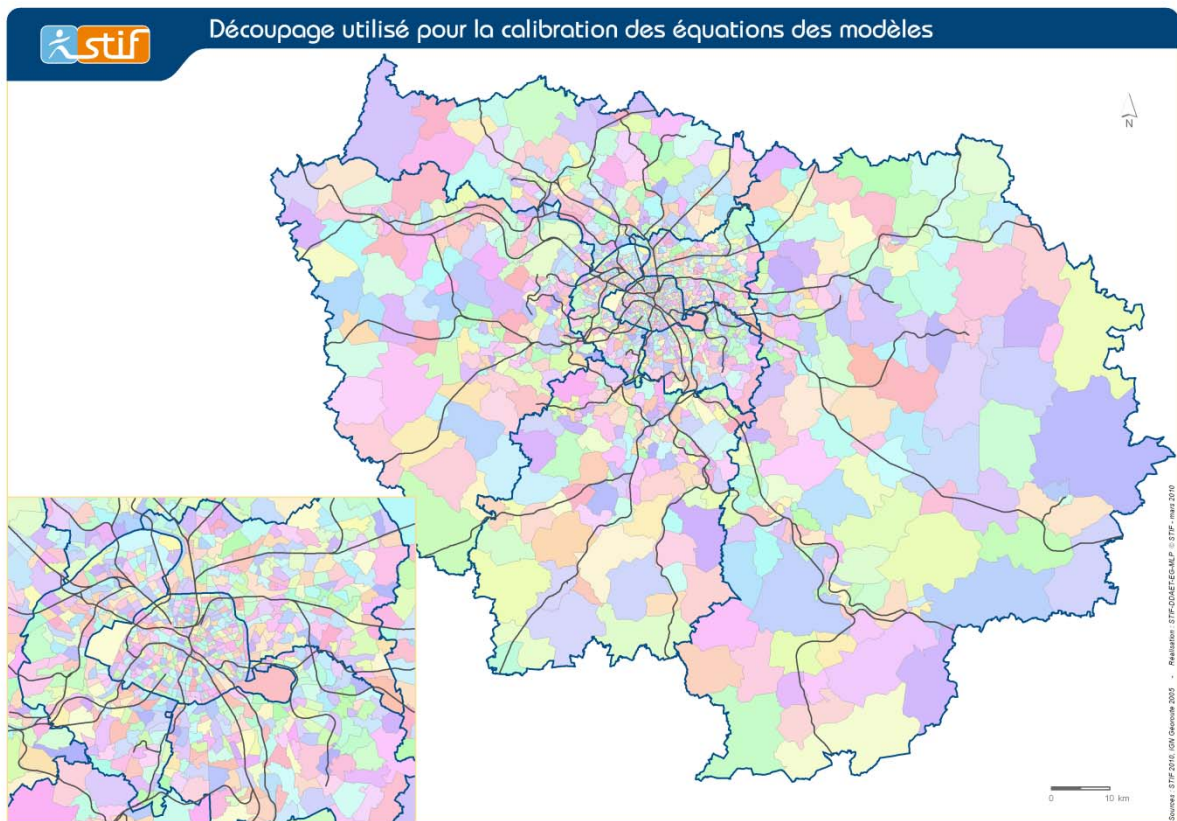 stif
Découpage utilisé pour la calibration des équations des modèles
N
0 10 km
Sources : STIF 2010, IGN Géoroute 2005 - Réalisation : STIF-DDAET-EG-MLP © STIF - mars 2010